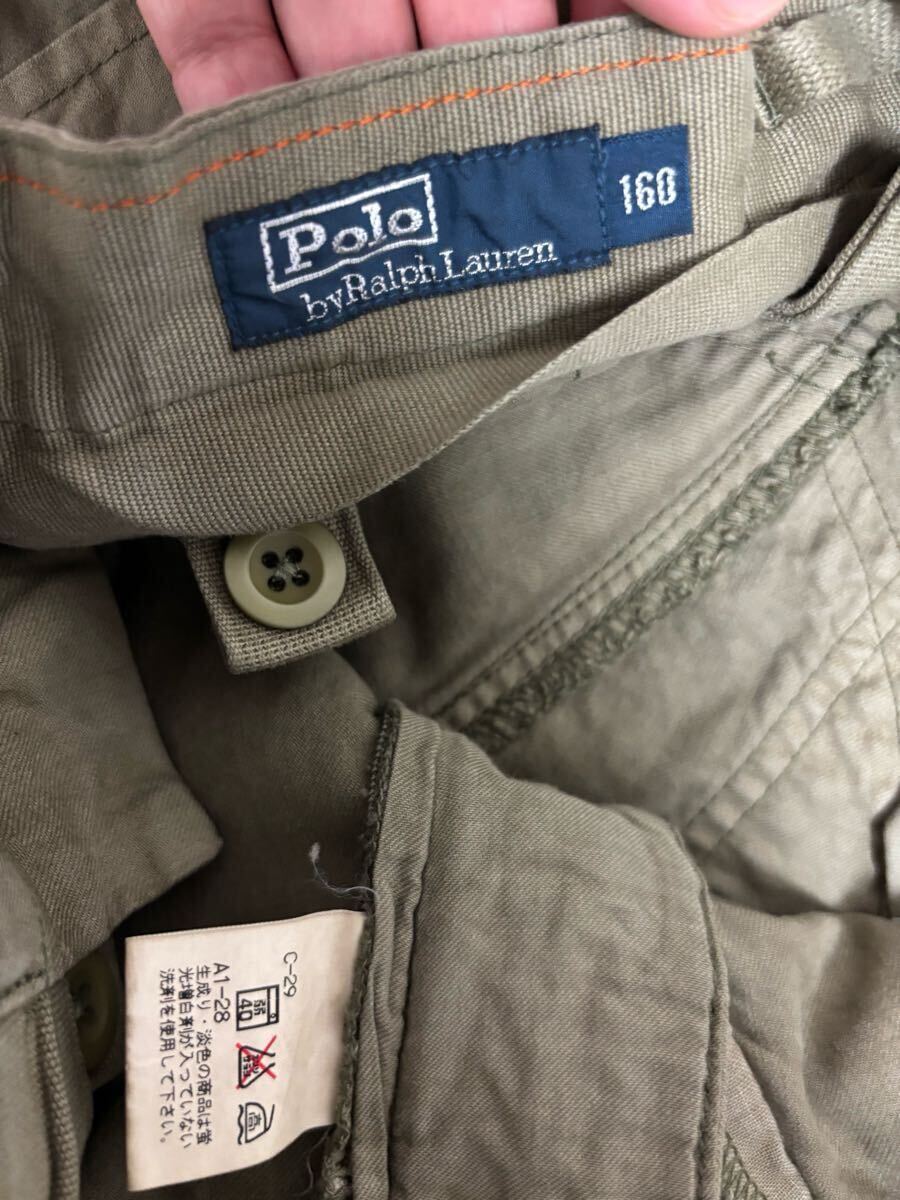 Polo
by Ralph Lauren
160
C-29
弱
40
高
A1-28
生成り・淡色の商品は蛍
光増白剤が入っていない
洗剤を使用して下さい。